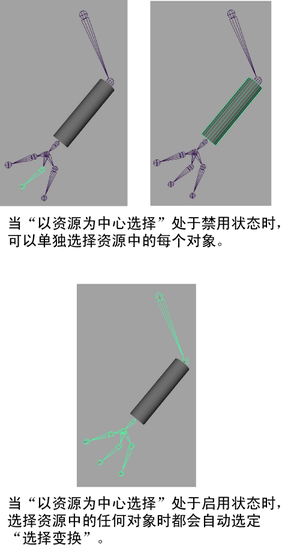 当“以资源为中心选择”处于禁用状态时，
可以单独选择资源中的每个对象。
当“以资源为中心选择”处于启用状态时，
选择资源中的任何对象时都会自动选定
“选择变换”。